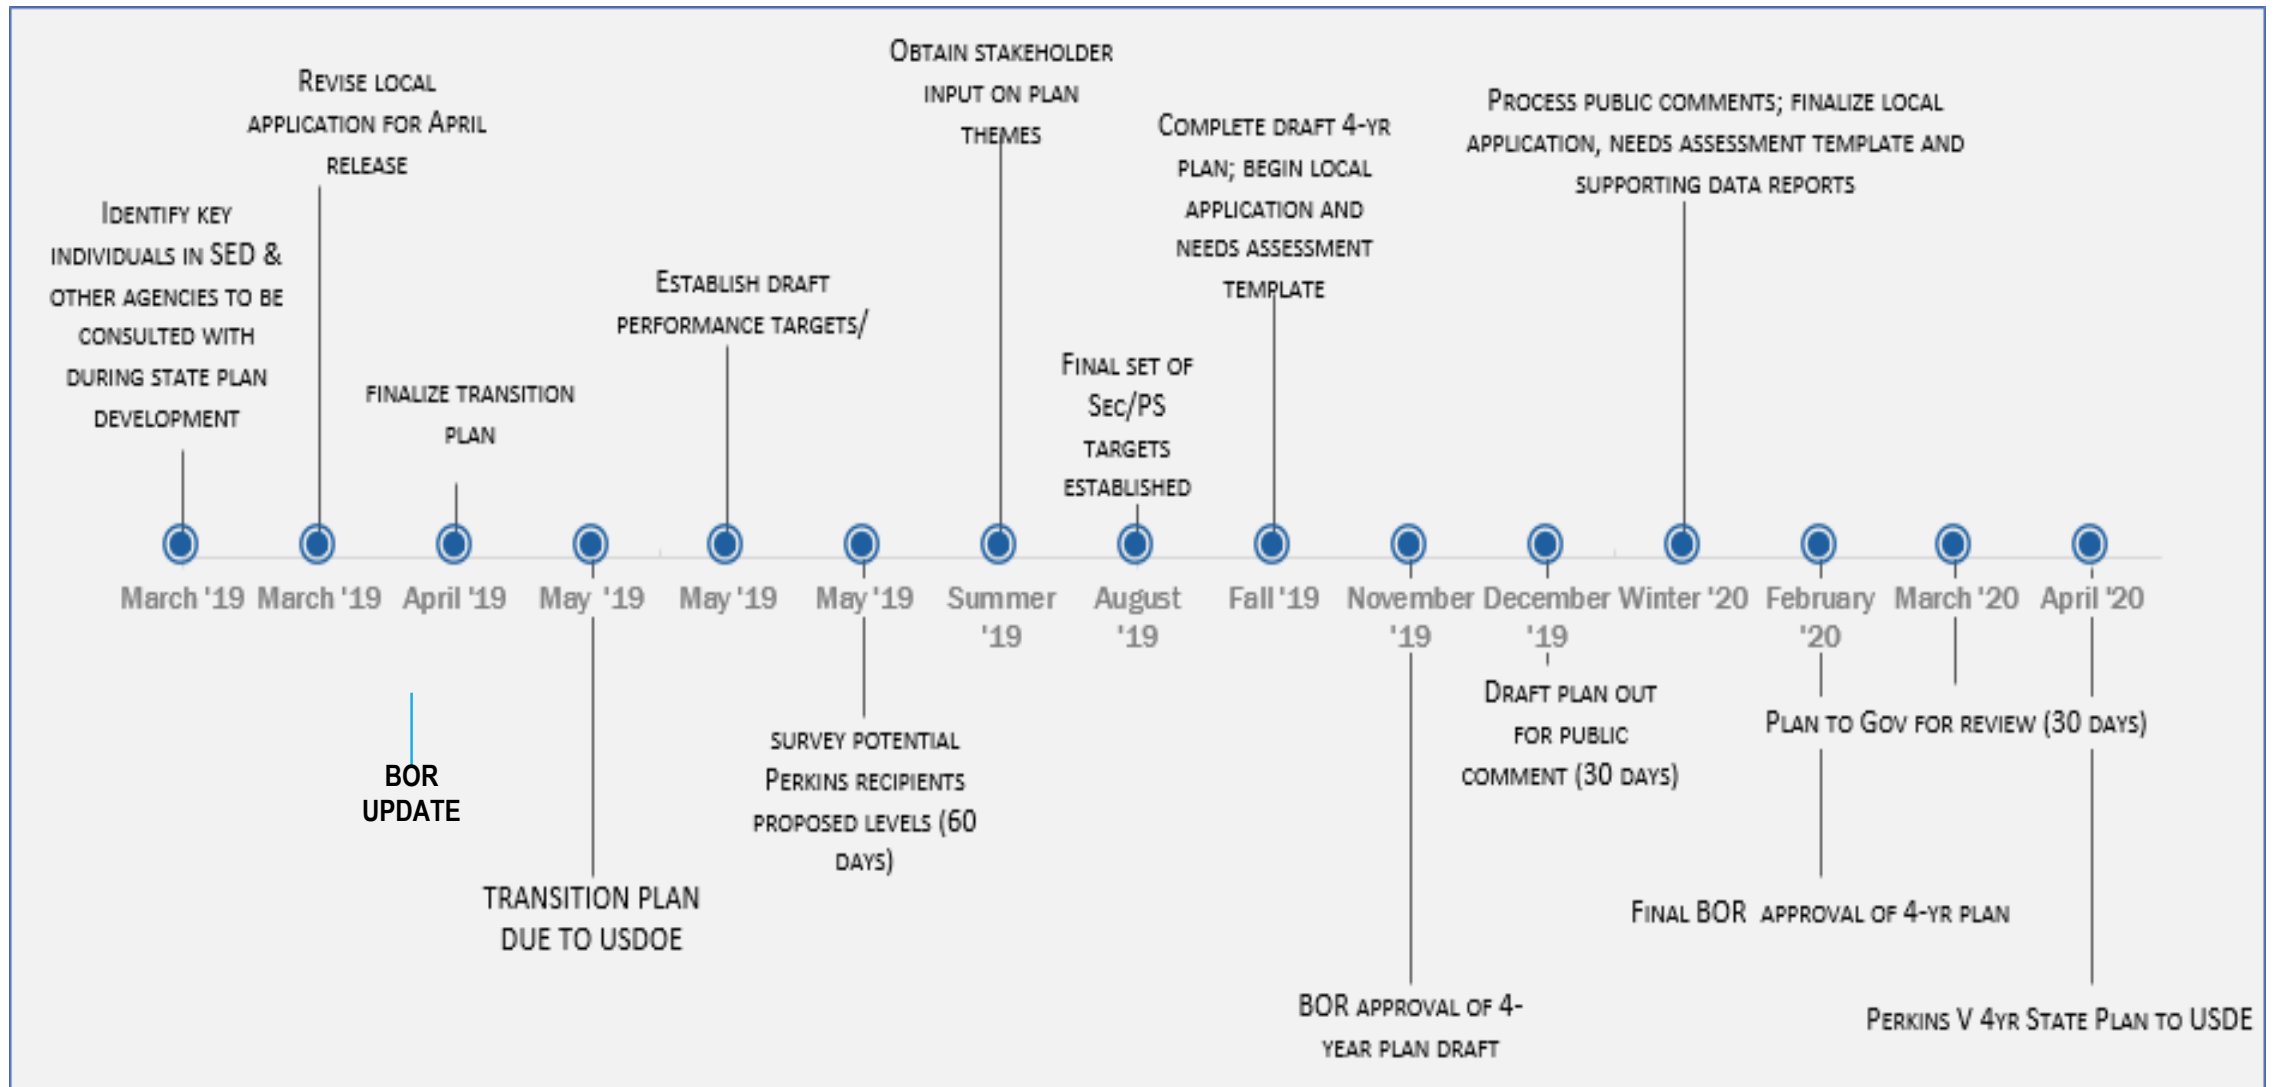 Identify key
individuals in SED &
other agencies to be
consulted with
during state plan
development
Revise local
application for April
release
finalize transition
plan
Establish draft
performance targets/
Obtain stakeholder
input on plan
themes
Final set of
Sec/PS
targets
established
Complete draft 4-yr
plan; begin local
application and
needs assessment
template
Process public comments; finalize local
application, needs assessment template and
supporting data reports
March '19
March '19
April '19
May '19
May '19
May '19
Summer
'19
August
'19
Fall '19
November
'19
December
'19
Winter '20
February
'20
March '20
April '20
BOR
UPDATE
TRANSITION PLAN
DUE TO USDOE
survey potential
Perkins recipients
proposed levels (60
days)
BOR approval of 4-
year plan draft
Draft plan out
for public
comment (30 days)
Final BOR approval of 4-yr plan
Plan to Gov for review (30 days)
Perkins V 4yr State Plan to USDE